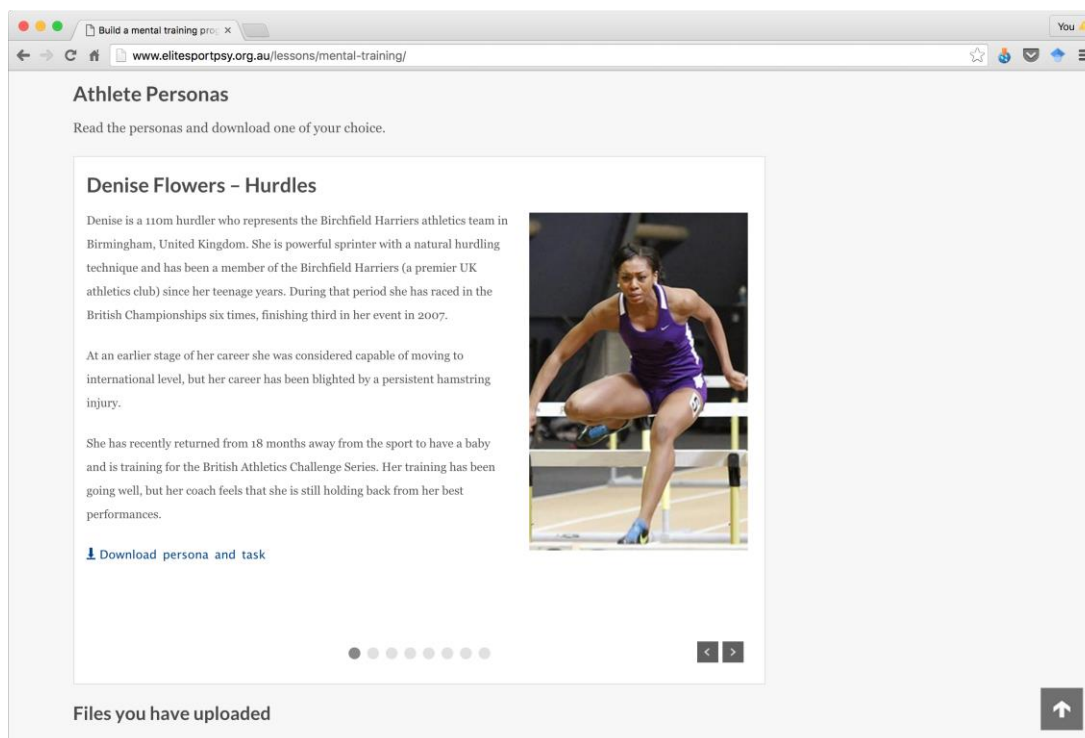 Build a mental training pro
You
www.elitesportpsy.org.au/lessons/mental-training/
Athlete Personas
Read the personas and download one of your choice.
Denise Flowers – Hurdles
Denise is a 110m hurdler who represents the Birchfield Harriers athletics team in
Birmingham, United Kingdom. She is powerful sprinter with a natural hurdling
technique and has been a member of the Birchfield Harriers (a premier UK
athletics club) since her teenage years. During that period she has raced in the
British Championships six times, finishing third in her event in 2007.
At an earlier stage of her career she was considered capable of moving to
international level, but her career has been blighted by a persistent hamstring
injury.
She has recently returned from 18 months away from the sport to have a baby
and is training for the British Athletics Challenge Series. Her training has been
going well, but her coach feels that she is still holding back from her best
performances.
Download persona and task
Files you have uploaded